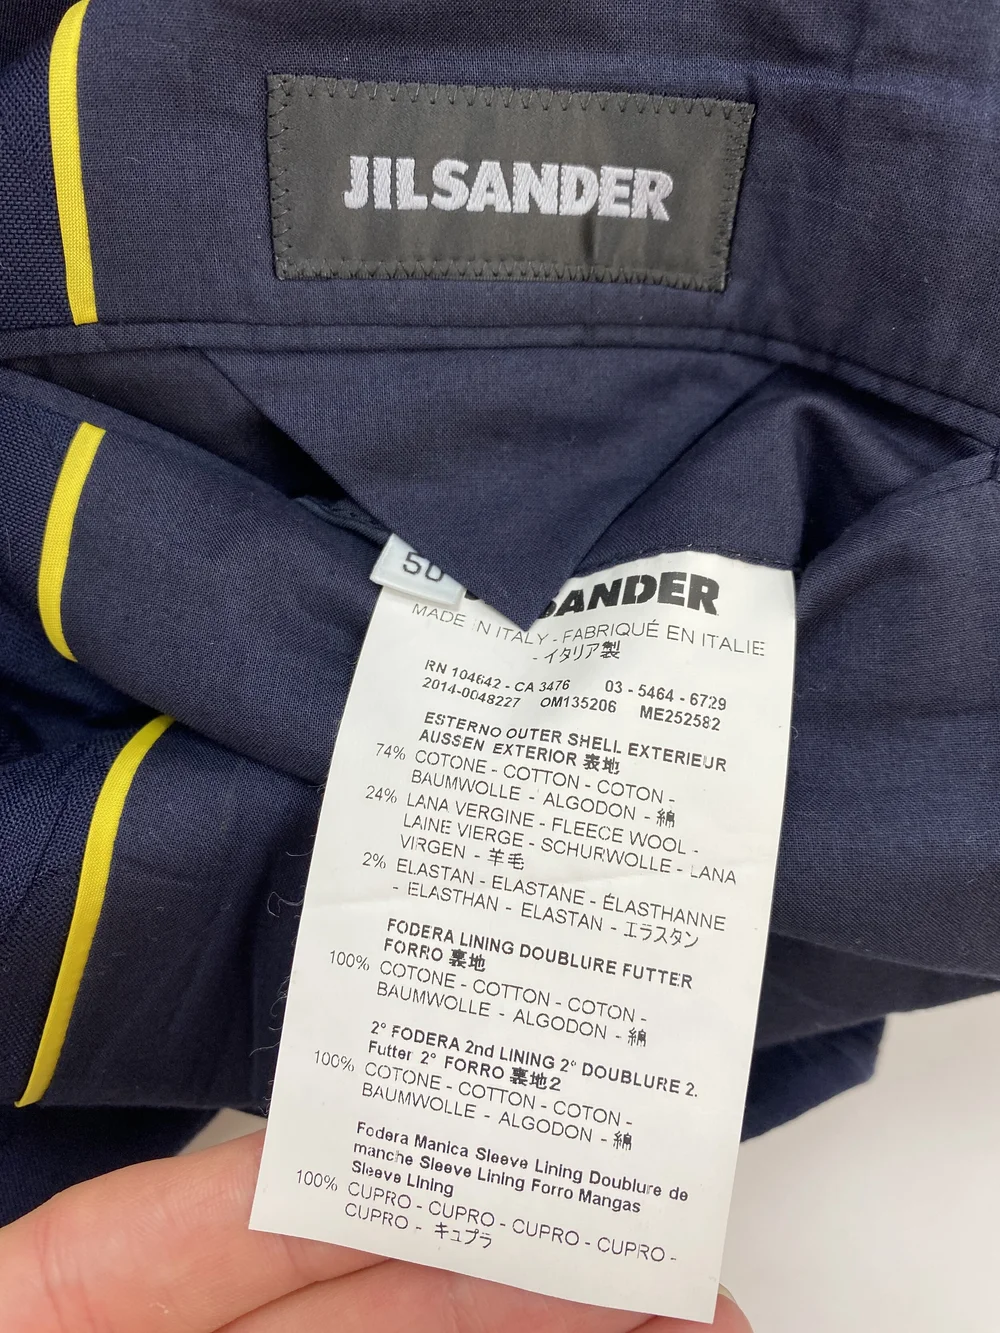 JILSANDER
50
SANDER
MADE IN ITALY - FABRIQUÉ EN ITALIE
- イタリア製
RN 104642 - CA 3476 03 - 5464 - 6729
2014-0048227 OM135206 ME252582
ESTERNO OUTER SHELL EXTERIEUR
AUSSEN EXTERIOR 表地
74% COTONE - COTTON - COTON -
BAUMWOLLE - ALGODON - 綿
24% LANA VERGINE - FLEECE WOOL -
LAINE VIERGE - SCHURWOLLE - LANA
VIRGEN - 羊毛
2% ELASTAN - ELASTANE - ÉLASTHANNE
- ELASTHAN - ELASTAN - エラスタン
FODERA LINING DOUBLURE FUTTER
FORRO 裏地
100% COTONE - COTTON - COTON -
BAUMWOLLE - ALGODON - 綿
2° FODERA 2nd LINING 2° DOUBLURE 2.
Futter 2° FORRO 裏地2
100% COTONE - COTTON - COTON -
BAUMWOLLE - ALGODON - 綿
Fodera Manica Sleeve Lining Doublure de
manche Sleeve Lining Forro Mangas
Sleeve Lining
100% CUPRO - CUPRO - CUPRO - CUPRO -
CUPRO - キュプラ